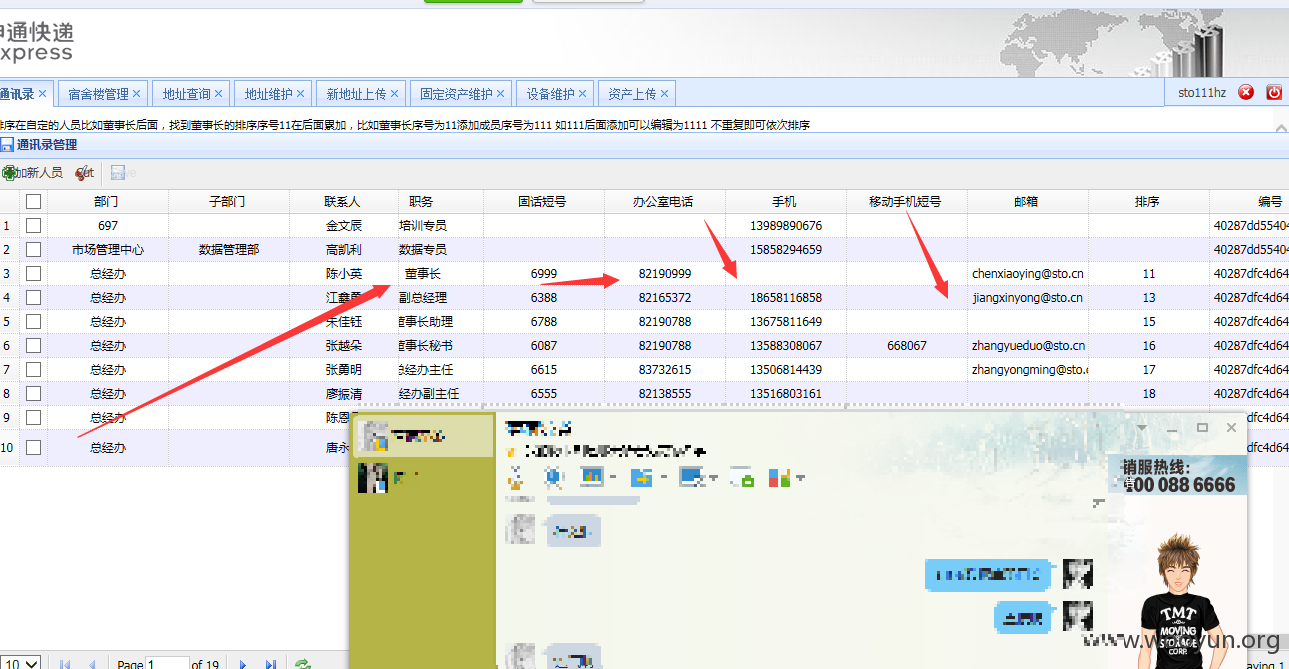 申通快递
xpress
通讯录 × 宿舍楼管理 × 地址查询 × 地址维护 × 新地址上传 × 固定资产维护 × 设备维护 × 资产上传 × sto111hz
排序在自定的人员比如董事长后面，找到董事长的排序序号11在后面累加，比如董事长序号为11添加成员序号为111 如111后面添加可以编辑为1111 不重复即可依次排序
通讯录管理
加新人员
部门 子部门 联系人 职务 固话短号 办公室电话 手机 移动手机短号 邮箱 排序 编号
1 697 金文辰 培训专员 13989890676 40287dd55404
2 市场管理中心 数据管理部 高凯利 数据专员 15858294659 40287dd55404
3 总经办 陈小英 董事长 6999 82190999 chenxiaoying@sto.cn 11 40287dfc4d64
4 总经办 江鑫勇 副总经理 6388 82165372 18658116858 jiangxinyong@sto.cn 13 40287dfc4d64
5 总经办 朱佳钰 董事长助理 6788 82190788 13675811649 15 40287dfc4d64
6 总经办 张越朵 董事长秘书 6087 82190788 13588308067 668067 zhangyueduo@sto.cn 16 40287dfc4d64
7 总经办 张勇明 总经办主任 6615 83732615 13506814439 zhangyongming@sto. 17 40287dfc4d64
8 总经办 廖振清 经办副主任 6555 82138555 13516803161 18 40287dfc4d64
9 总经办 陈恩 dfc4d64
10 总经办 唐永 dfc4d64
销服热线：
400 088 6666
TMT
MOVING
STORAGE
CORP
www.wooyun.org
10 Page 1 of 19